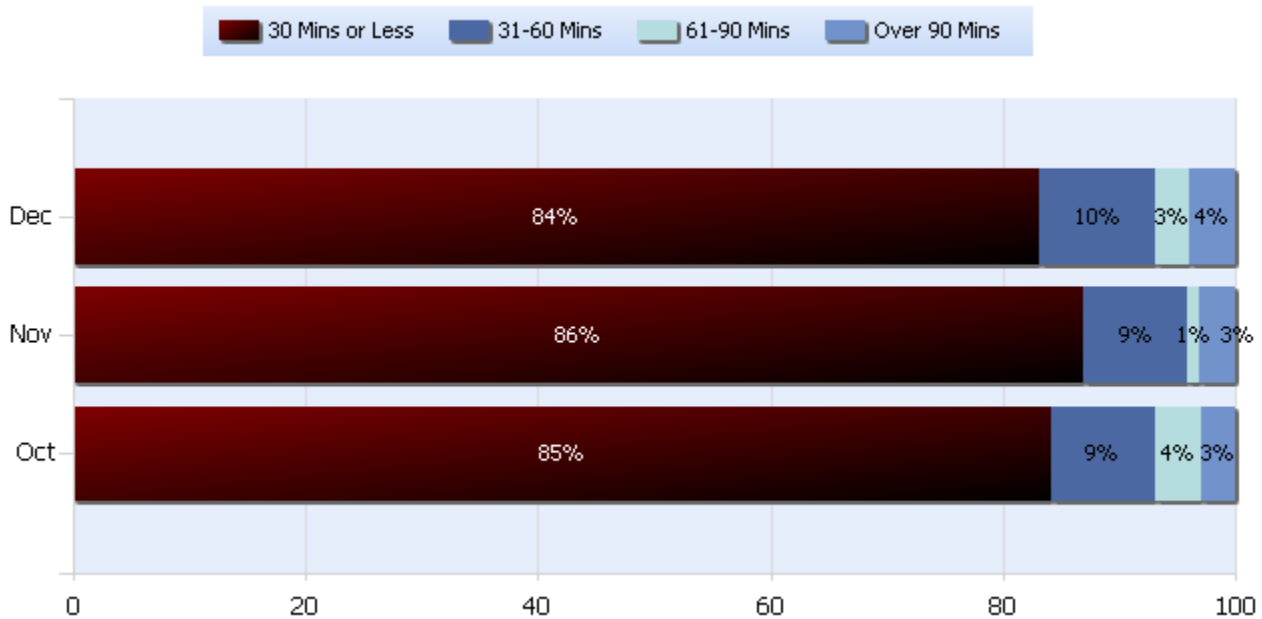 30 Mins or Less 31-60 Mins 61-90 Mins Over 90 Mins
Dec 84% 10% 3% 4%
Nov 86% 9% 1% 3%
Oct 85% 9% 4% 3%
0 20 40 60 80 100